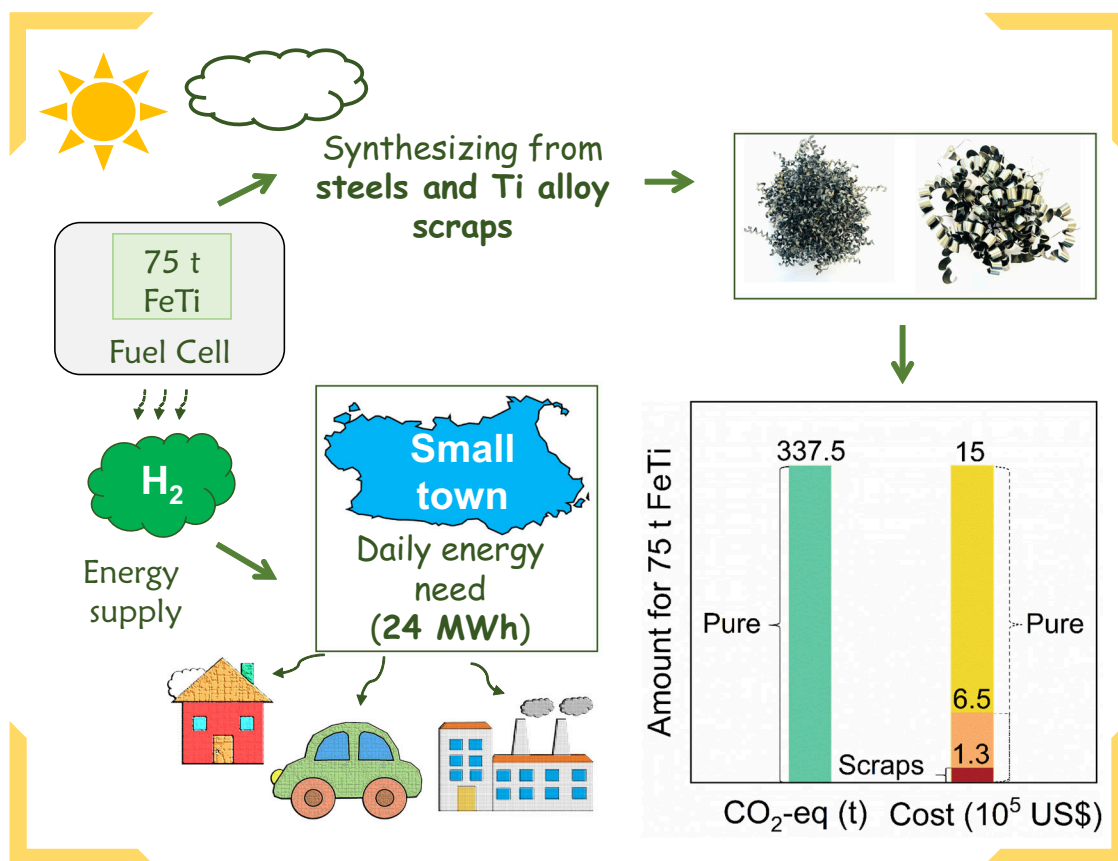 Synthesizing from
steels and Ti alloy
scraps
75 t
FeTi
Fuel Cell
H₂
Energy
supply
Small
town
Daily energy
need
(24 MWh)
Amount for 75 t FeTi
337.5
15
Pure
Pure
6.5
1.3
Scraps
CO₂-eq (t)
Cost (10⁵ US$)